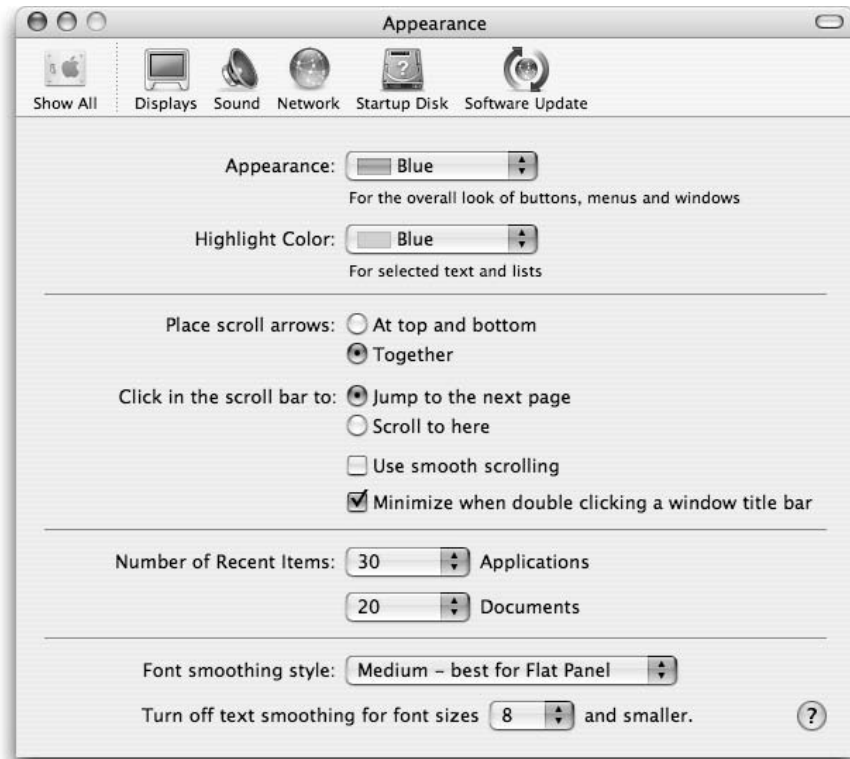 Appearance
Show All Displays Sound Network Startup Disk Software Update
Appearance: Blue
For the overall look of buttons, menus and windows
Highlight Color: Blue
For selected text and lists
Place scroll arrows: At top and bottom
Together
Click in the scroll bar to: Jump to the next page
Scroll to here
Use smooth scrolling
Minimize when double clicking a window title bar
Number of Recent Items: 30 Applications
20 Documents
Font smoothing style: Medium – best for Flat Panel
Turn off text smoothing for font sizes 8 and smaller. ?